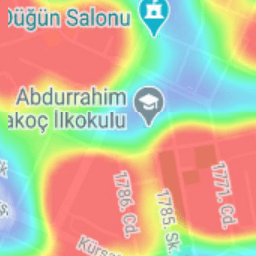 Düğün Salonu
Abdurrahim
akoç İlkokulu
1786. Cd.
1785. Sk.
1771. Cd.